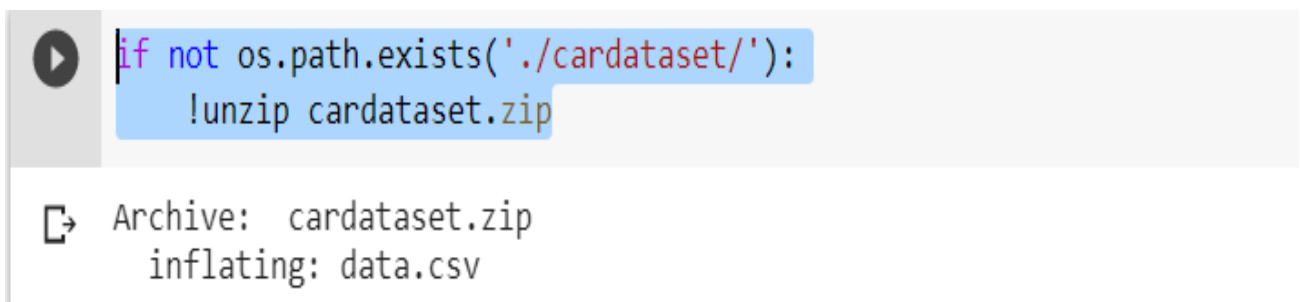 if not os.path.exists('./cardataset/'):
    !unzip cardataset.zip
Archive:  cardataset.zip
  inflating: data.csv